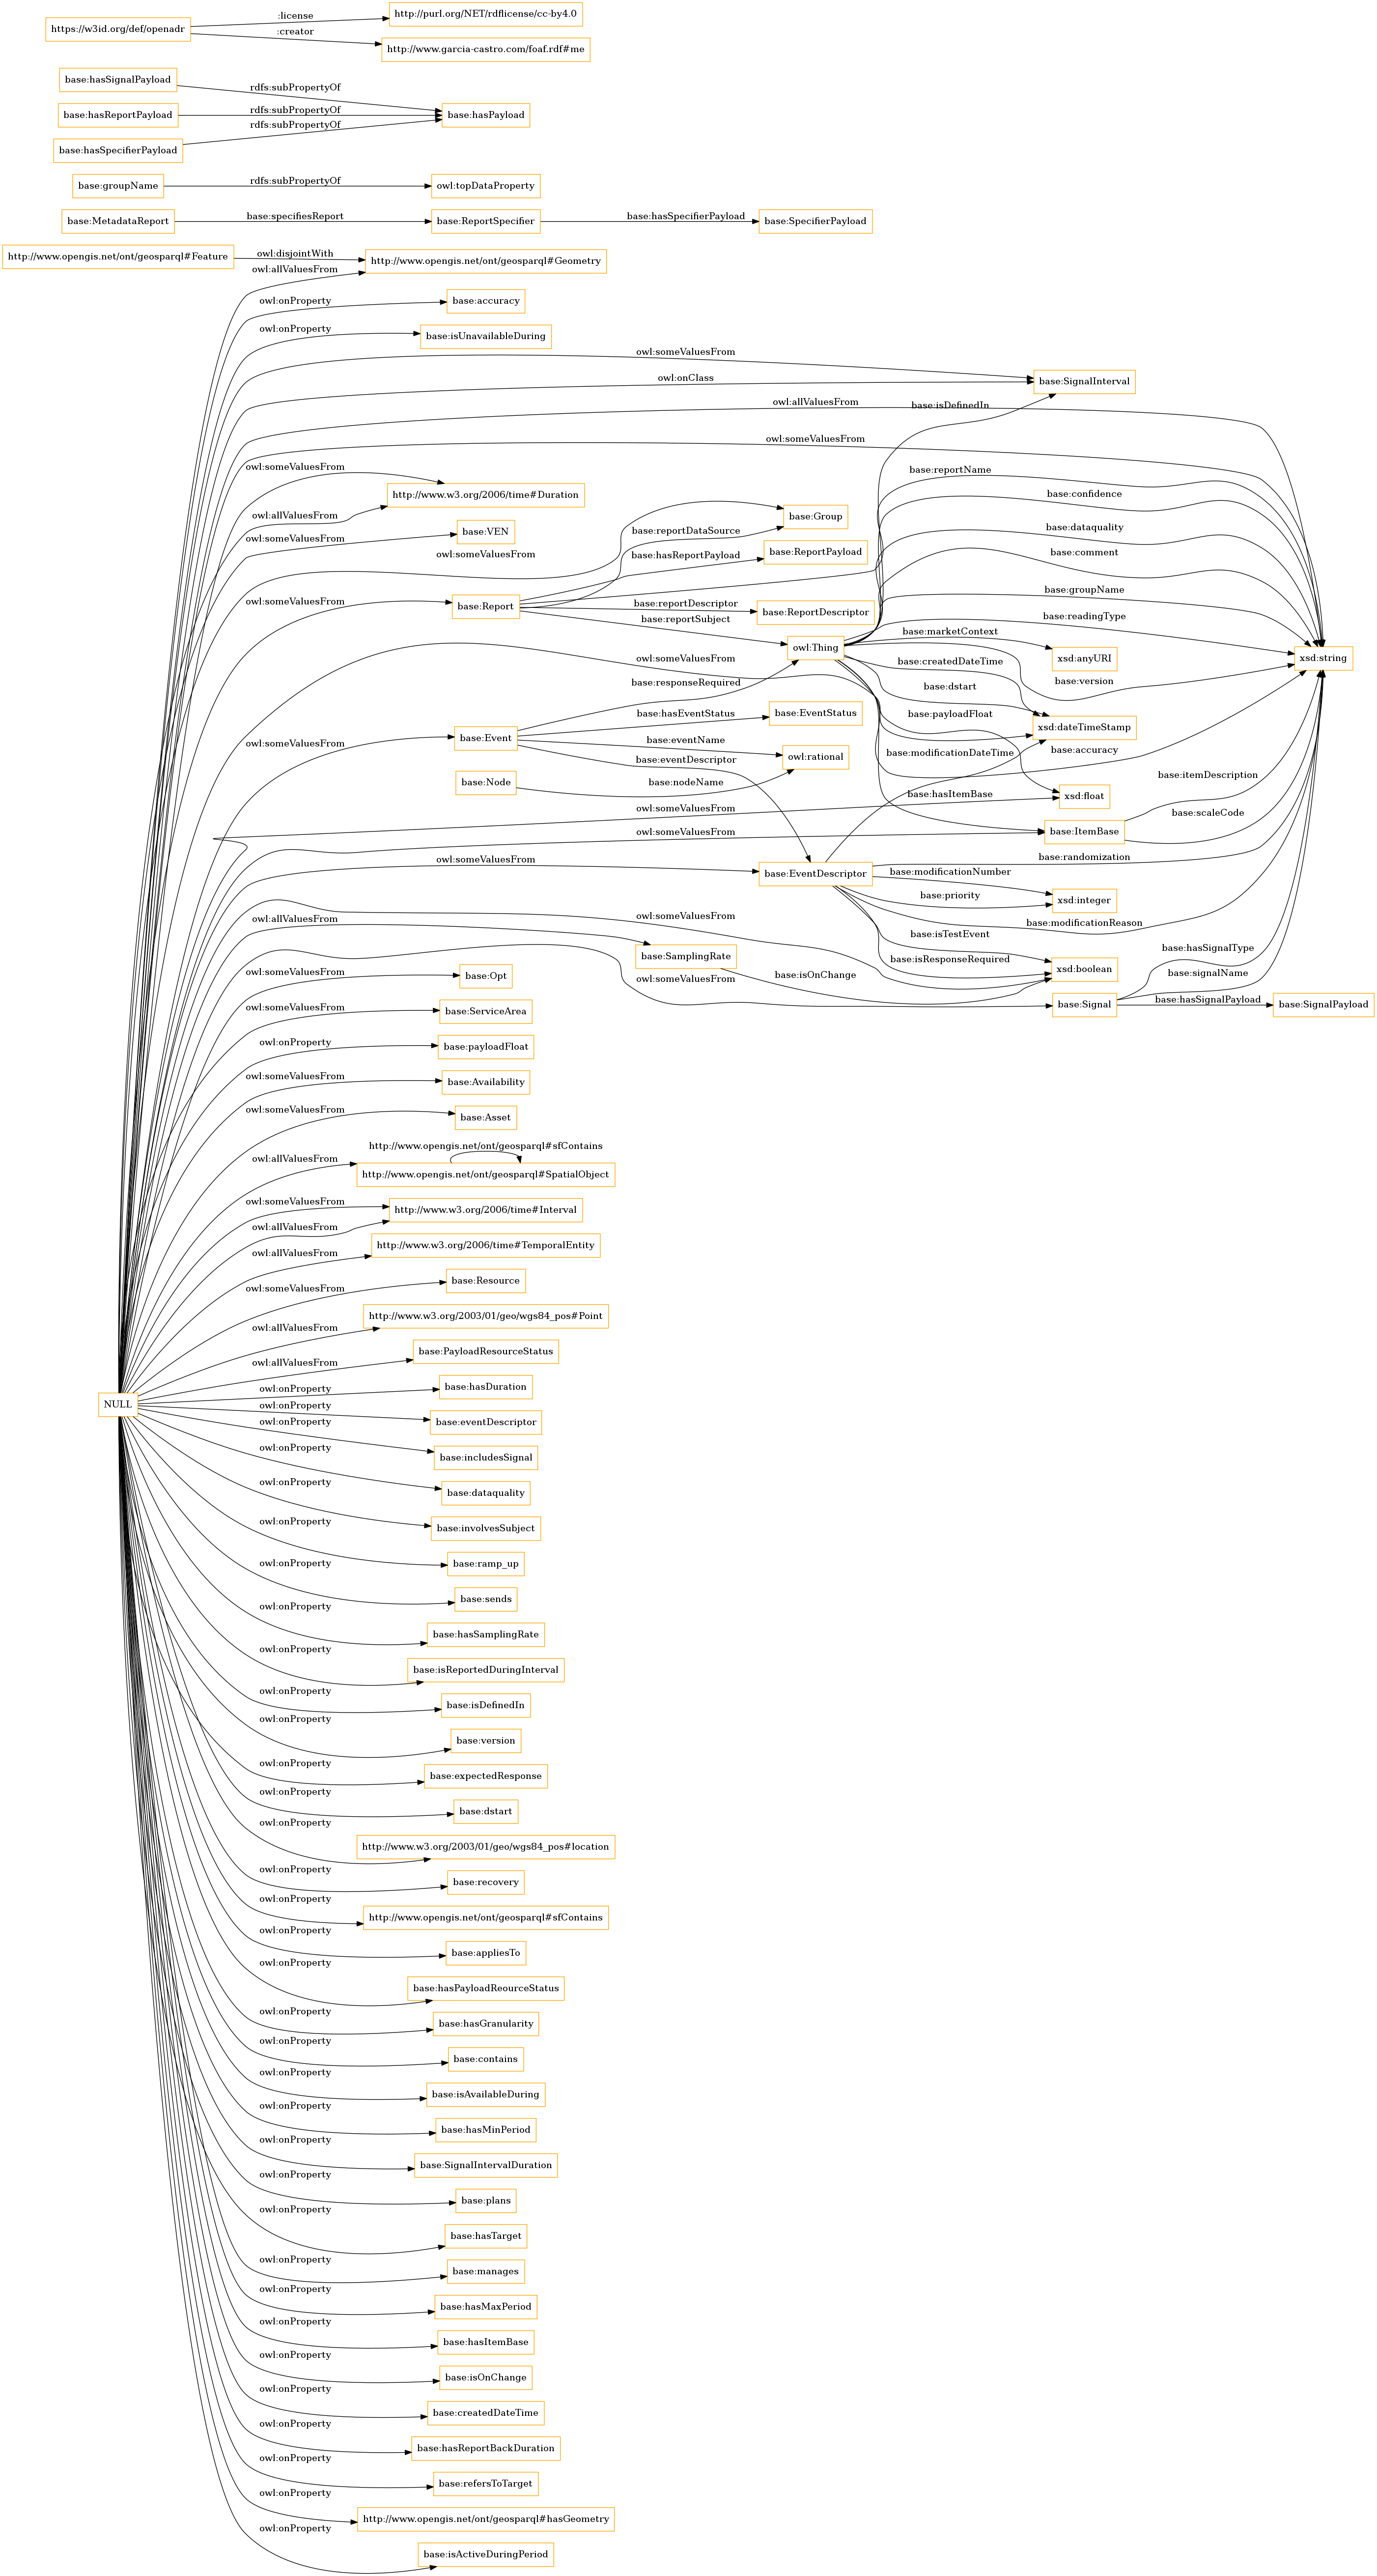 :license
http://purl.org/NET/rdflicense/cc-by4.0
https://w3id.org/def/openadr
:creator
http://www.garcia-castro.com/foaf.rdf#me
base:hasSignalPayload
rdfs:subPropertyOf
base:hasReportPayload
rdfs:subPropertyOf
base:hasPayload
rdfs:subPropertyOf
base:hasSpecifierPayload
base:groupName
rdfs:subPropertyOf
owl:topDataProperty
base:MetadataReport
base:specifiesReport
base:ReportSpecifier
base:hasSpecifierPayload
base:SpecifierPayload
http://www.opengis.net/ont/geosparql#Feature
owl:disjointWith
http://www.opengis.net/ont/geosparql#Geometry
owl:allValuesFrom
owl:onProperty
base:accuracy
owl:onProperty
base:isUnavailableDuring
owl:someValuesFrom
owl:onClass
base:SignalInterval
owl:allValuesFrom
base:isDefinedIn
owl:someValuesFrom
owl:someValuesFrom
base:reportName
http://www.w3.org/2006/time#Duration
base:confidence
owl:allValuesFrom
base:Group
base:reportDataSource
base:dataquality
owl:someValuesFrom
base:VEN
owl:someValuesFrom
base:hasReportPayload
base:ReportPayload
base:comment
base:groupName
owl:someValuesFrom
base:Report
base:reportDescriptor
base:ReportDescriptor
base:reportSubject
base:readingType
base:marketContext
owl:Thing
xsd:anyURI
xsd:string
owl:someValuesFrom
base:createdDateTime
base:responseRequired
base:dstart
base:version
base:hasEventStatus
base:EventStatus
base:payloadFloat
xsd:dateTimeStamp
owl:someValuesFrom
base:Event
base:eventName
base:modificationDateTime
base:accuracy
base:eventDescriptor
owl:rational
base:Node
base:nodeName
base:itemDescription
base:hasItemBase
xsd:float
owl:someValuesFrom
base:scaleCode
owl:someValuesFrom
base:ItemBase
owl:someValuesFrom
base:EventDescriptor
base:randomization
base:modificationNumber
base:priority
xsd:integer
owl:allValuesFrom
owl:someValuesFrom
base:modificationReason
base:isTestEvent
base:SamplingRate
base:isResponseRequired
base:hasSignalType
owl:someValuesFrom
base:Opt
base:isOnChange
xsd:boolean
base:signalName
owl:someValuesFrom
base:Signal
base:hasSignalPayload
base:SignalPayload
owl:someValuesFrom
base:ServiceArea
owl:onProperty
base:payloadFloat
owl:someValuesFrom
base:Availability
owl:someValuesFrom
base:Asset
http://www.opengis.net/ont/geosparql#sfContains
owl:allValuesFrom
http://www.opengis.net/ont/geosparql#SpatialObject
owl:someValuesFrom
http://www.w3.org/2006/time#Interval
owl:allValuesFrom
http://www.w3.org/2006/time#TemporalEntity
owl:allValuesFrom
owl:someValuesFrom
base:Resource
owl:allValuesFrom
http://www.w3.org/2003/01/geo/wgs84_pos#Point
owl:allValuesFrom
base:PayloadResourceStatus
NULL
owl:onProperty
base:hasDuration
owl:onProperty
base:eventDescriptor
owl:onProperty
base:includesSignal
owl:onProperty
base:dataquality
owl:onProperty
base:involvesSubject
owl:onProperty
base:ramp_up
owl:onProperty
base:sends
owl:onProperty
base:hasSamplingRate
owl:onProperty
base:isReportedDuringInterval
owl:onProperty
base:isDefinedIn
owl:onProperty
base:version
owl:onProperty
base:expectedResponse
owl:onProperty
base:dstart
owl:onProperty
http://www.w3.org/2003/01/geo/wgs84_pos#location
owl:onProperty
base:recovery
owl:onProperty
http://www.opengis.net/ont/geosparql#sfContains
owl:onProperty
base:appliesTo
owl:onProperty
base:hasPayloadReourceStatus
owl:onProperty
base:hasGranularity
owl:onProperty
base:contains
owl:onProperty
base:isAvailableDuring
owl:onProperty
base:hasMinPeriod
owl:onProperty
base:SignalIntervalDuration
owl:onProperty
base:plans
owl:onProperty
base:hasTarget
owl:onProperty
base:manages
owl:onProperty
base:hasMaxPeriod
owl:onProperty
base:hasItemBase
owl:onProperty
base:isOnChange
owl:onProperty
base:createdDateTime
owl:onProperty
base:hasReportBackDuration
owl:onProperty
base:refersToTarget
owl:onProperty
http://www.opengis.net/ont/geosparql#hasGeometry
owl:onProperty
base:isActiveDuringPeriod